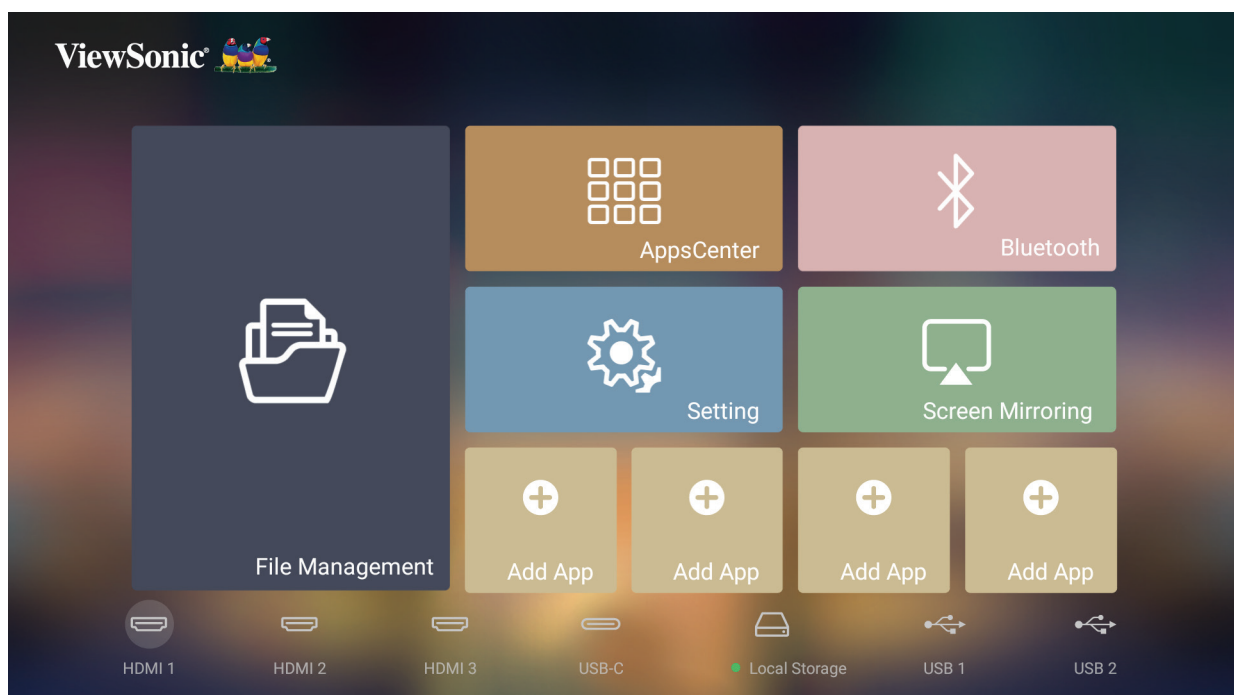 ViewSonic®
AppsCenter
Bluetooth
Setting
Screen Mirroring
File Management
Add App
Add App
Add App
Add App
HDMI 1
HDMI 2
HDMI 3
USB-C
Local Storage
USB 1
USB 2